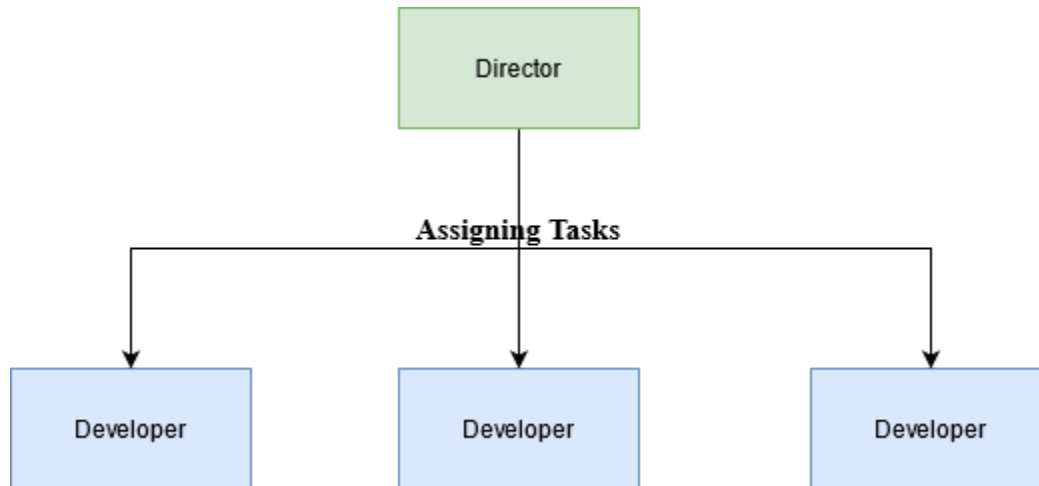 Director
Assigning Tasks
Developer
Developer
Developer